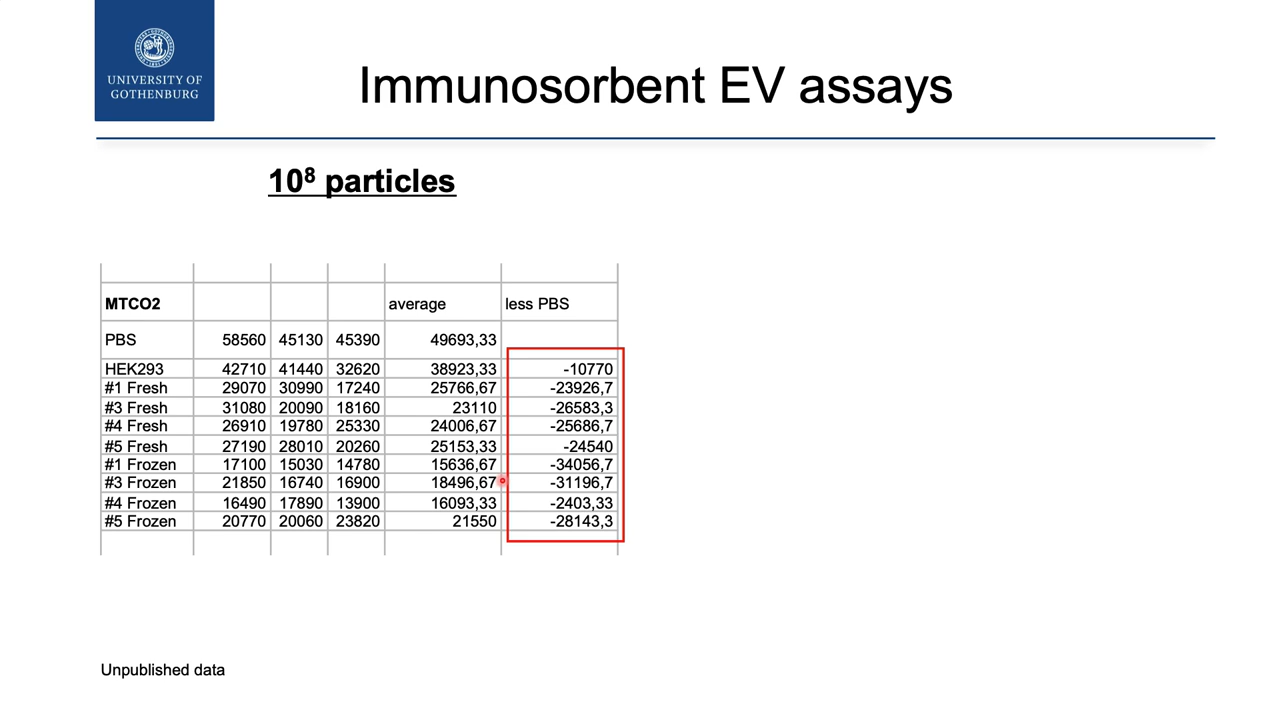 UNIVERSITY OF
GOTHENBURG
Immunosorbent EV assays
10⁸ particles
MTCO2 average less PBS
PBS 58560 45130 45390 49693,33
HEK293 42710 41440 32620 38923,33 -10770
#1 Fresh 29070 30990 17240 25766,67 -23926,7
#3 Fresh 31080 20090 18160 23110 -26583,3
#4 Fresh 26910 19780 25330 24006,67 -25686,7
#5 Fresh 27190 28010 20260 25153,33 -24540
#1 Frozen 17100 15030 14780 15636,67 -34056,7
#3 Frozen 21850 16740 16900 18496,67 -31196,7
#4 Frozen 16490 17890 13900 16093,33 -2403,33
#5 Frozen 20770 20060 23820 21550 -28143,3
Unpublished data